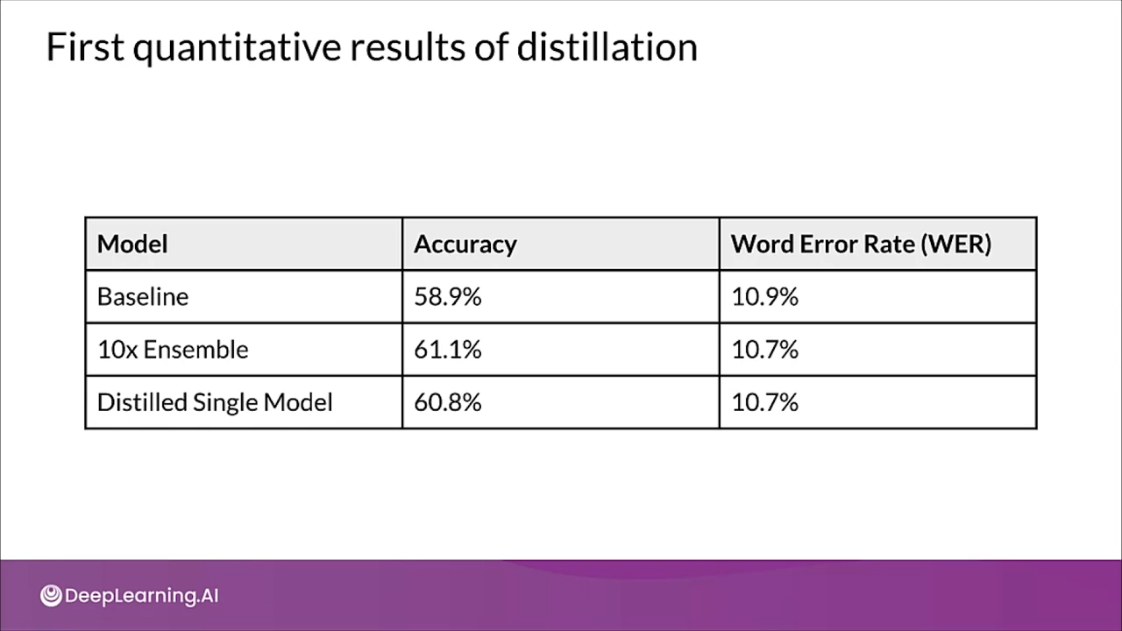 First quantitative results of distillation
Model Accuracy Word Error Rate (WER)
Baseline 58.9% 10.9%
10x Ensemble 61.1% 10.7%
Distilled Single Model 60.8% 10.7%
DeepLearning.AI